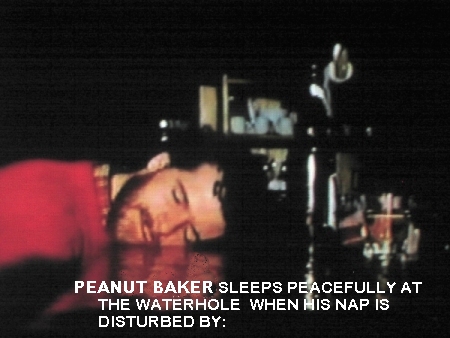 PEANUT BAKER SLEEPS PEACEFULLY AT
THE WATERHOLE WHEN HIS NAP IS
DISTURBED BY: